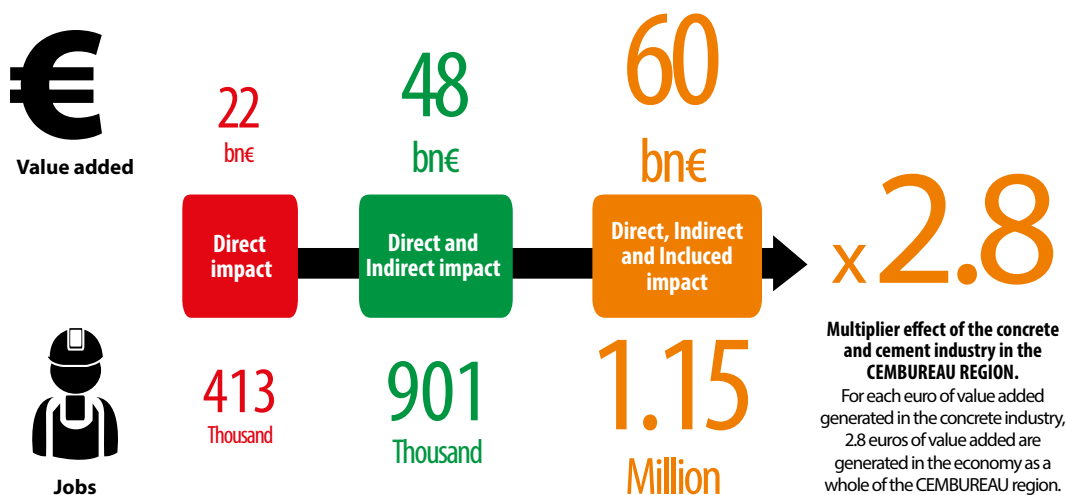 €
Value added
22
bn€
48
bn€
60
bn€
Direct
impact
Direct and
Indirect impact
Direct, Indirect
and Incluced
impact
x 2.8
Multiplier effect of the concrete
and cement industry in the
CEMBUREAU REGION.
For each euro of value added
generated in the concrete industry,
2.8 euros of value added are
generated in the economy as a
whole of the CEMBUREAU region.
Jobs
413
Thousand
901
Thousand
1.15
Million